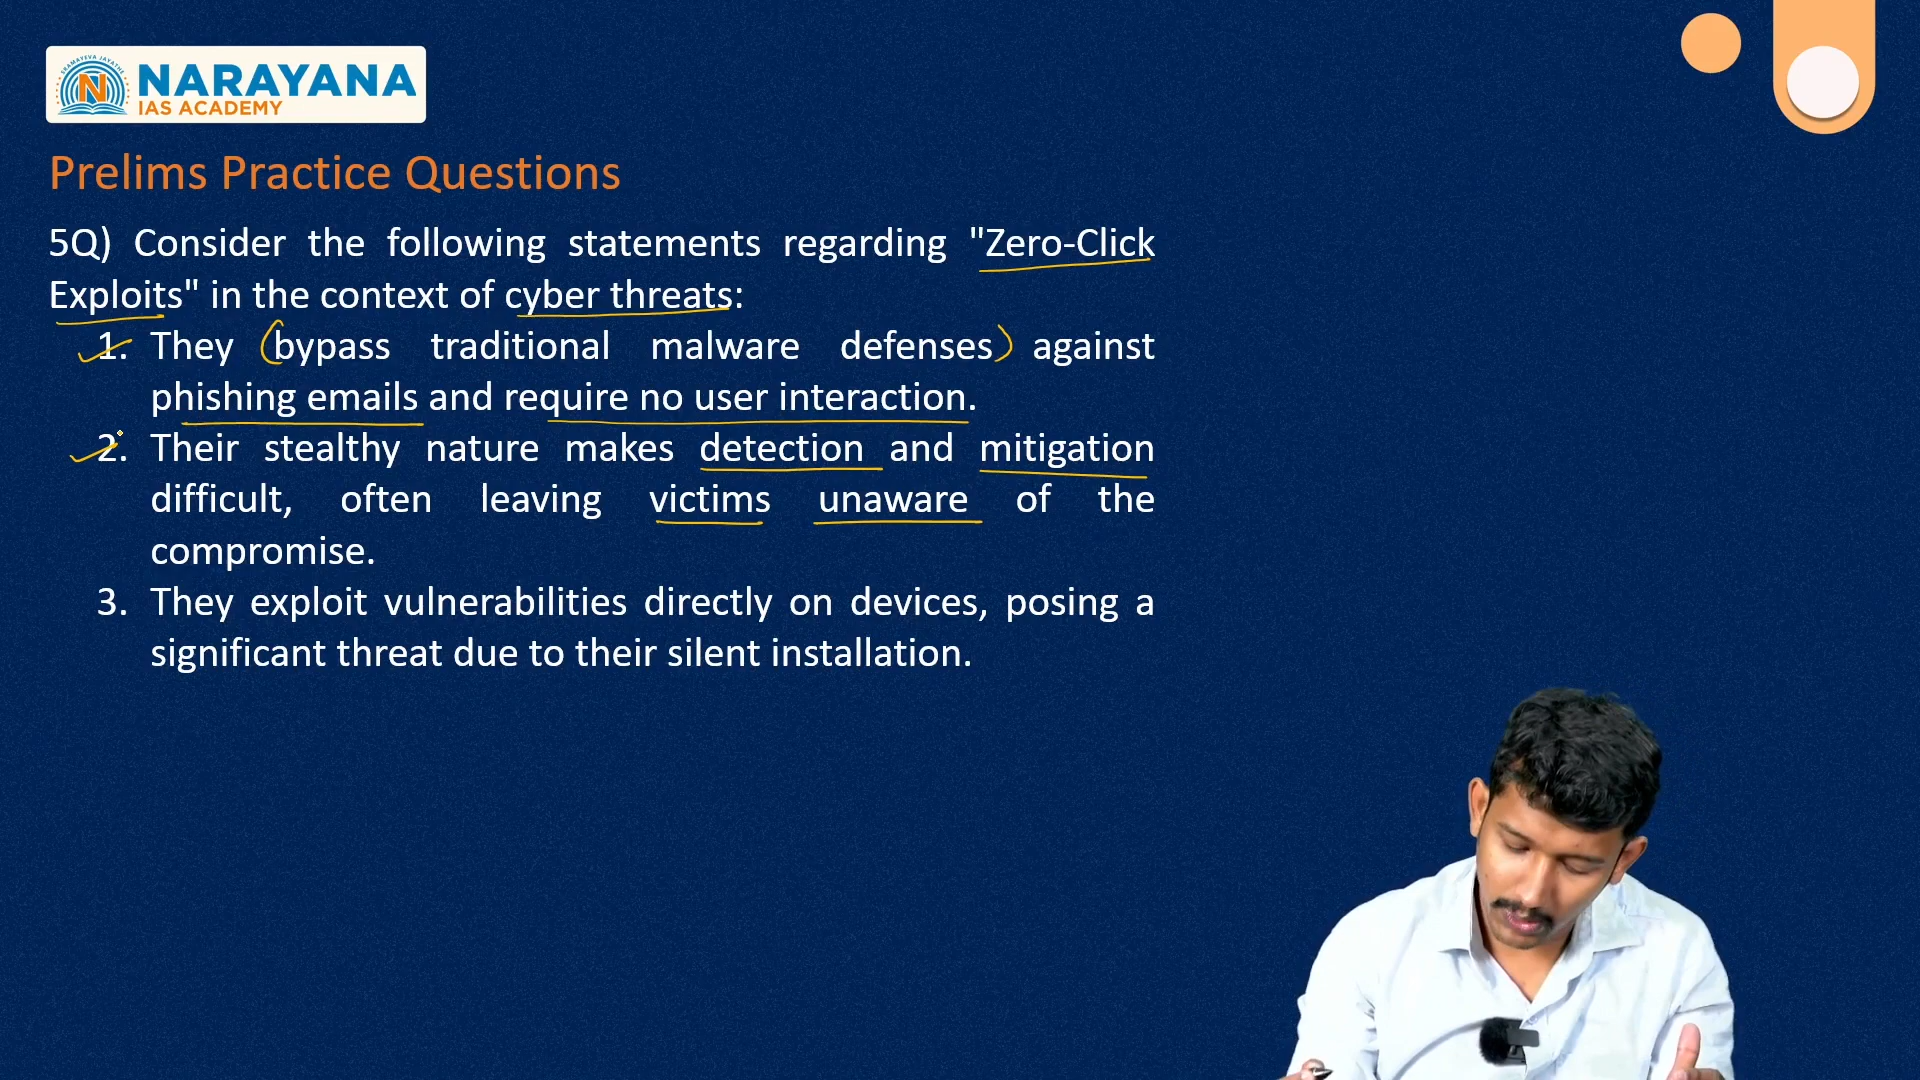 NARAYANA
IAS ACADEMY
Prelims Practice Questions
5Q) Consider the following statements regarding "Zero-Click
Exploits" in the context of cyber threats:
1. They bypass traditional malware defenses against
phishing emails and require no user interaction.
2. Their stealthy nature makes detection and mitigation
difficult, often leaving victims unaware of the
compromise.
3. They exploit vulnerabilities directly on devices, posing a
significant threat due to their silent installation.